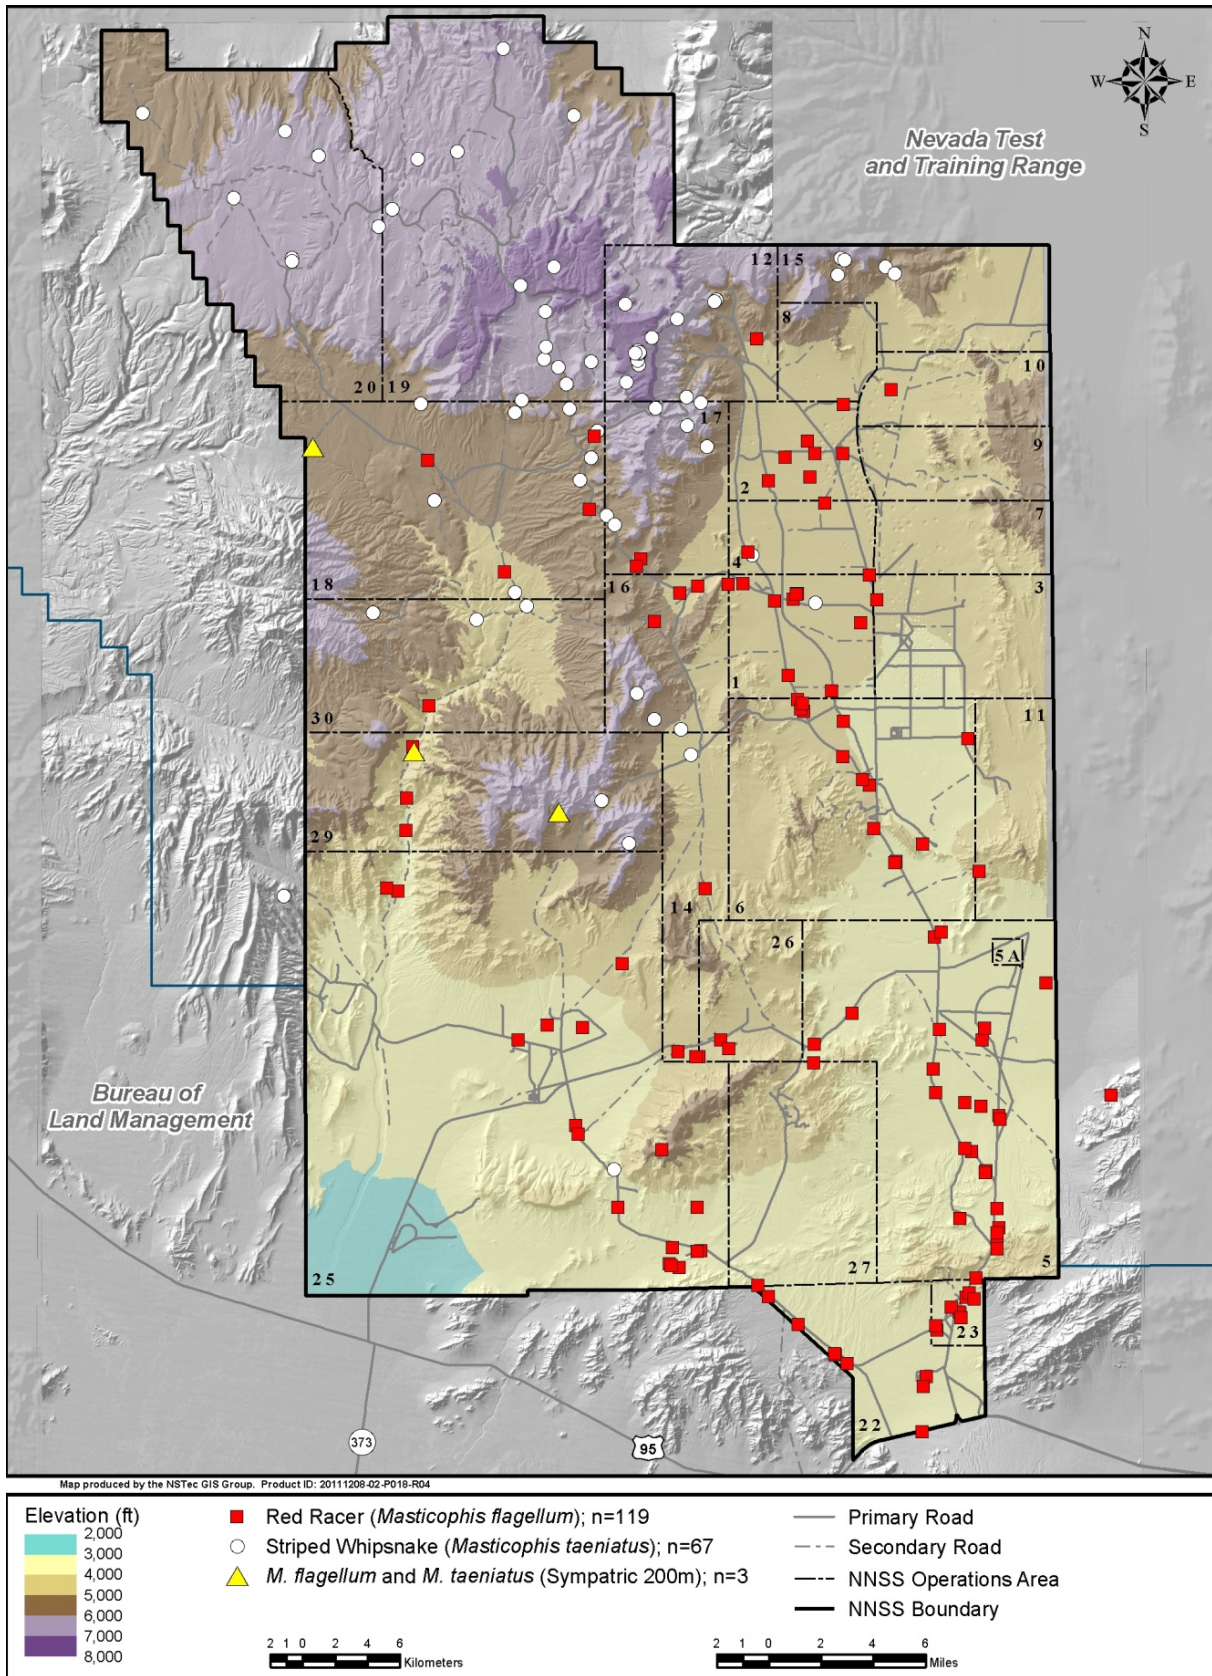 N
W E
S
Nevada Test
and Training Range
12 15
8
10
20 19
17
9
2
7
4
18
16
3
1
30
11
29
14
6
26
5A
Bureau of
Land Management
25
27
5
23
22
373
95
Map produced by the NSTec GIS Group. Product ID: 20111208-02-P018-R04
Elevation (ft)
2,000
3,000
4,000
5,000
6,000
7,000
8,000
Red Racer (Masticophis flagellum); n=119
Striped Whipsnake (Masticophis taeniatus); n=67
M. flagellum and M. taeniatus (Sympatric 200m); n=3
Primary Road
Secondary Road
NNSS Operations Area
NNSS Boundary
2 1 0 2 4 6
Kilometers
2 1 0 2 4 6
Miles